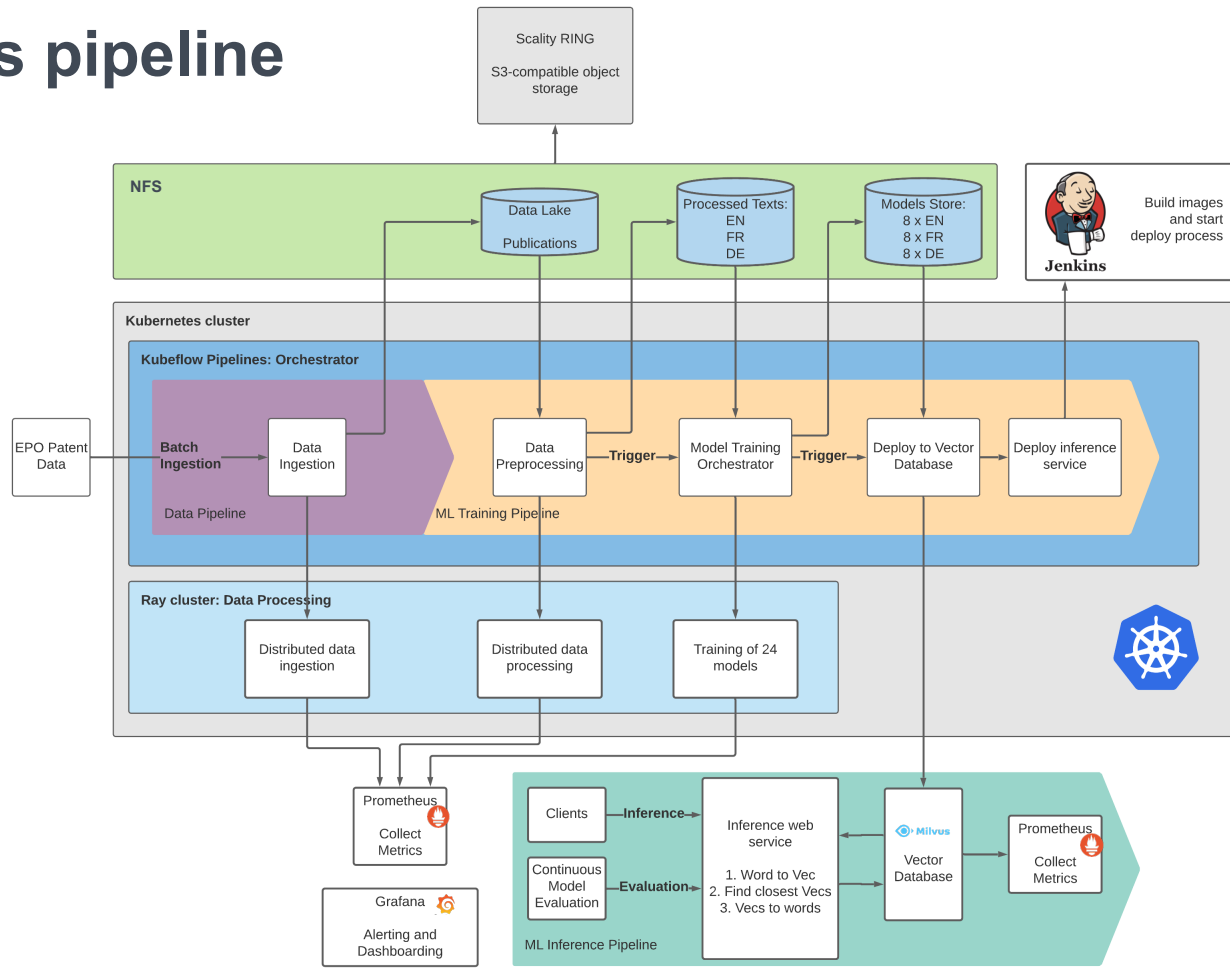 s pipeline
Scality RING
S3-compatible object
storage
NFS
Data Lake
Publications
Processed Texts:
EN
FR
DE
Models Store:
8 x EN
8 x FR
8 x DE
Jenkins
Build images
and start
deploy process
Kubernetes cluster
Kubeflow Pipelines: Orchestrator
EPO Patent
Data
Batch
Ingestion
Data
Ingestion
Data Pipeline
Data
Preprocessing
Trigger
Model Training
Orchestrator
Trigger
Deploy to Vector
Database
Deploy inference
service
ML Training Pipeline
Ray cluster: Data Processing
Distributed data
ingestion
Distributed data
processing
Training of 24
models
Prometheus
Collect
Metrics
Grafana
Alerting and
Dashboarding
Clients
Inference
Continuous
Model
Evaluation
Evaluation
Inference web
service
1. Word to Vec
2. Find closest Vecs
3. Vecs to words
Milvus
Vector
Database
Prometheus
Collect
Metrics
ML Inference Pipeline